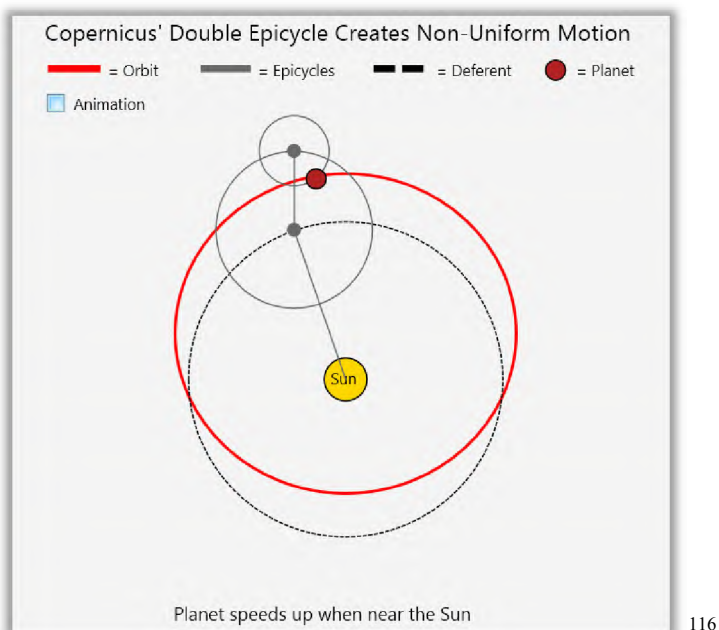 Copernicus' Double Epicycle Creates Non-Uniform Motion
= Orbit = Epicycles = Deferent = Planet
Animation
Sun
Planet speeds up when near the Sun
116